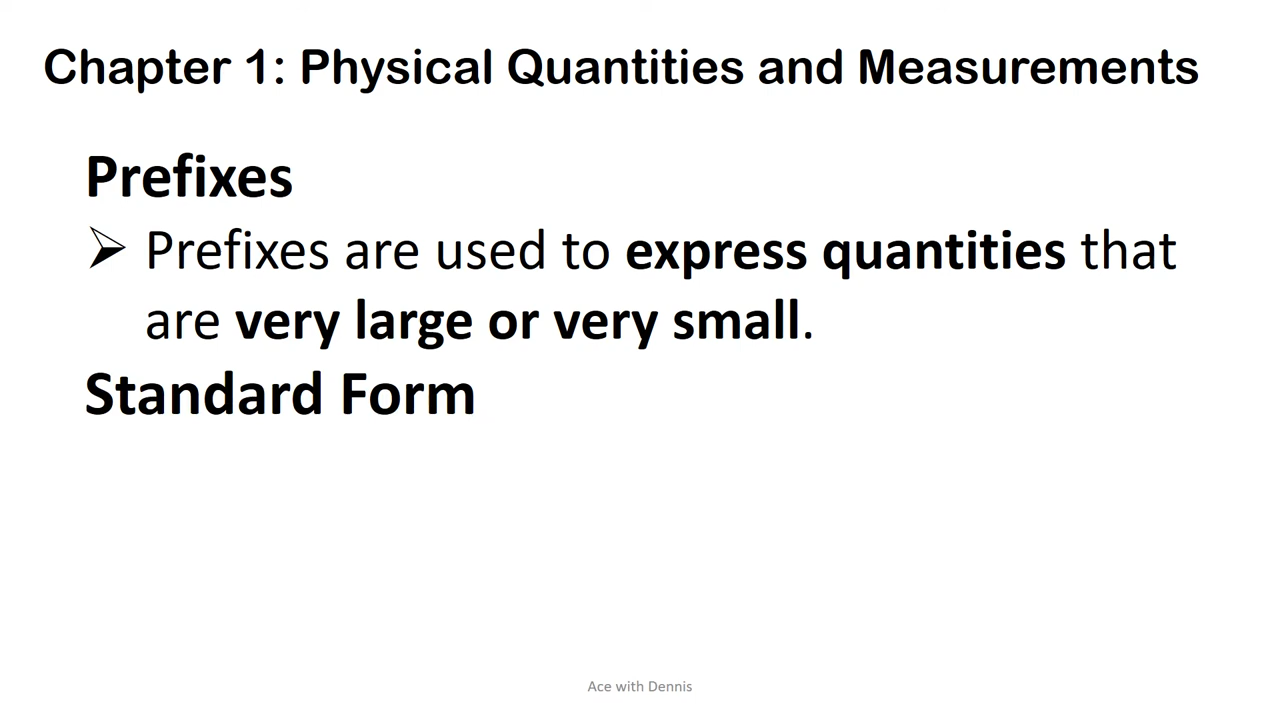 Chapter 1: Physical Quantities and Measurements
Prefixes
➢ Prefixes are used to express quantities that
are very large or very small.
Standard Form
Ace with Dennis